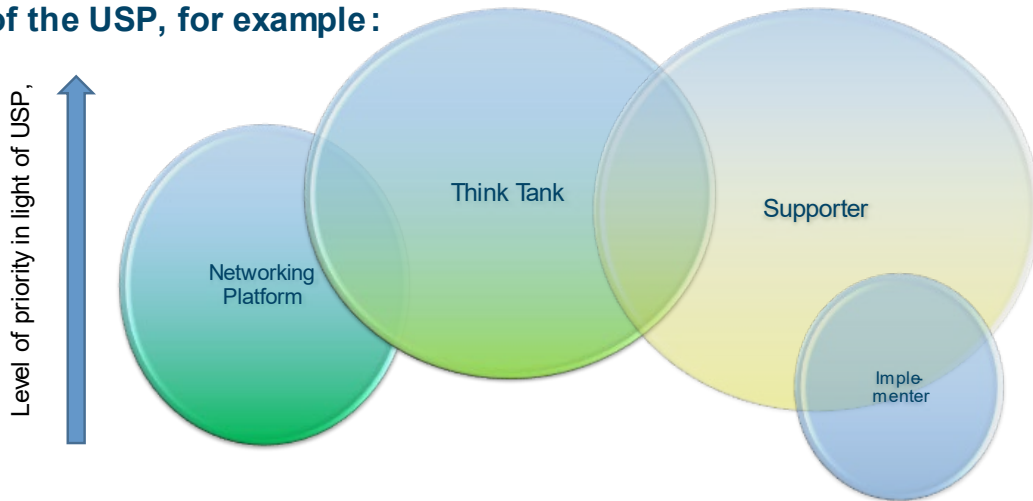 of the USP, for example:
Level of priority in light of USP,
Think Tank
Supporter
Networking
Platform
Imple-
menter